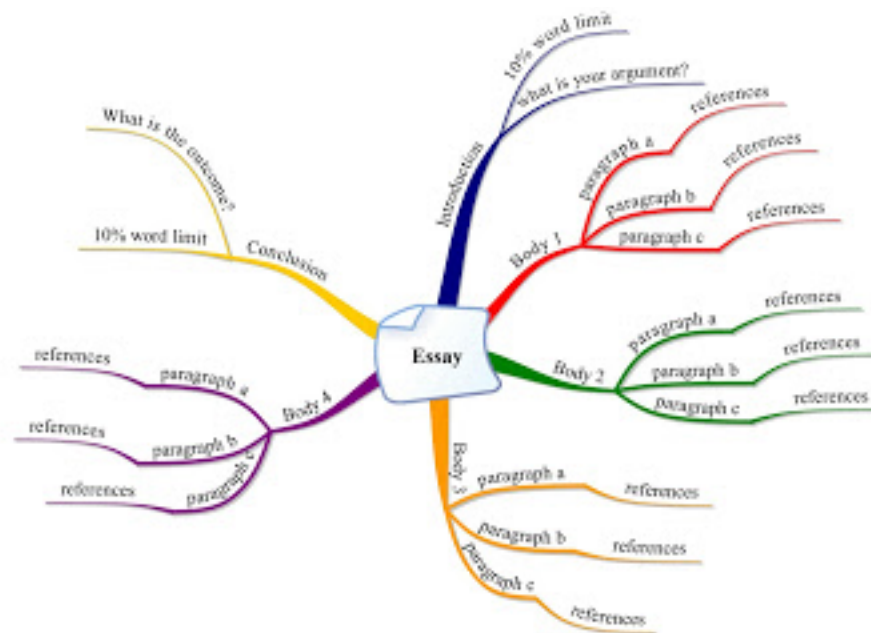 Essay
Introduction
10% word limit
what is your argument?
Body 1
paragraph a
references
paragraph b
references
paragraph c
references
Body 2
paragraph a
references
paragraph b
references
paragraph c
references
Body 3
paragraph a
references
paragraph b
references
paragraph c
references
Body 4
paragraph a
references
paragraph b
references
paragraph c
references
Conclusion
What is the outcome?
10% word limit